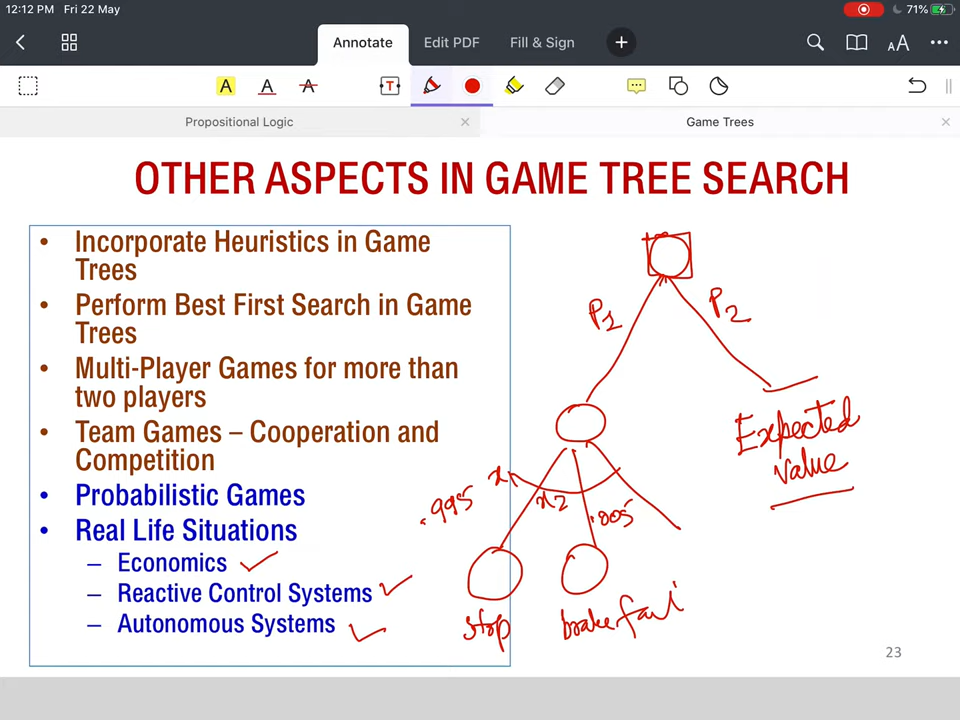 12:12 PM Fri 22 May
71%
Annotate
Edit PDF
Fill & Sign
Propositional Logic
Game Trees
OTHER ASPECTS IN GAME TREE SEARCH
• Incorporate Heuristics in Game
Trees
• Perform Best First Search in Game
Trees
• Multi-Player Games for more than
two players
• Team Games – Cooperation and
Competition
• Probabilistic Games
• Real Life Situations
– Economics
– Reactive Control Systems
– Autonomous Systems
P1
P2
Expected
value
x1
x2
.995
.005
stop
brake fail
23